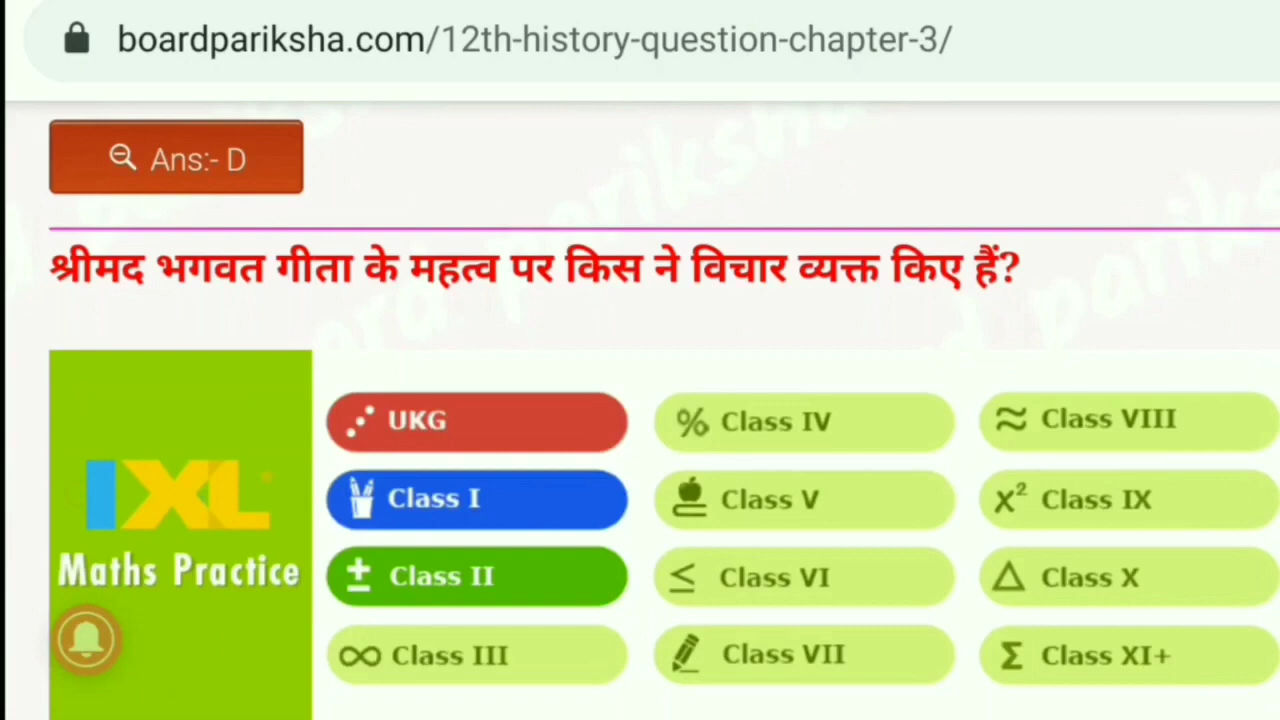 boardpariksha.com/12th-history-question-chapter-3/
Ans:- D
श्रीमद भगवत गीता के महत्व पर किस ने विचार व्यक्त किए हैं?
IXL
Maths Practice
UKG
Class I
Class II
Class III
% Class IV
Class V
≤ Class VI
Class VII
≈ Class VIII
x² Class IX
Class X
Σ Class XI+